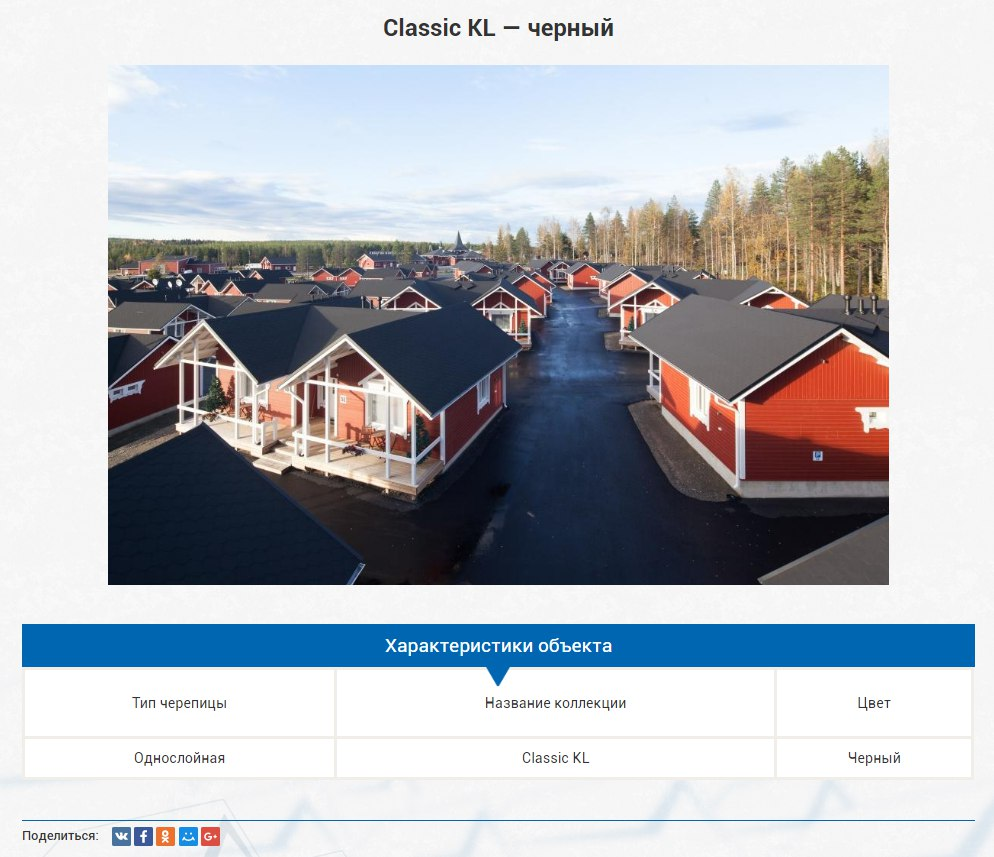 Classic KL — черный
Характеристики объекта
Тип черепицы
Название коллекции
Цвет
Однослойная
Classic KL
Черный
Поделиться: